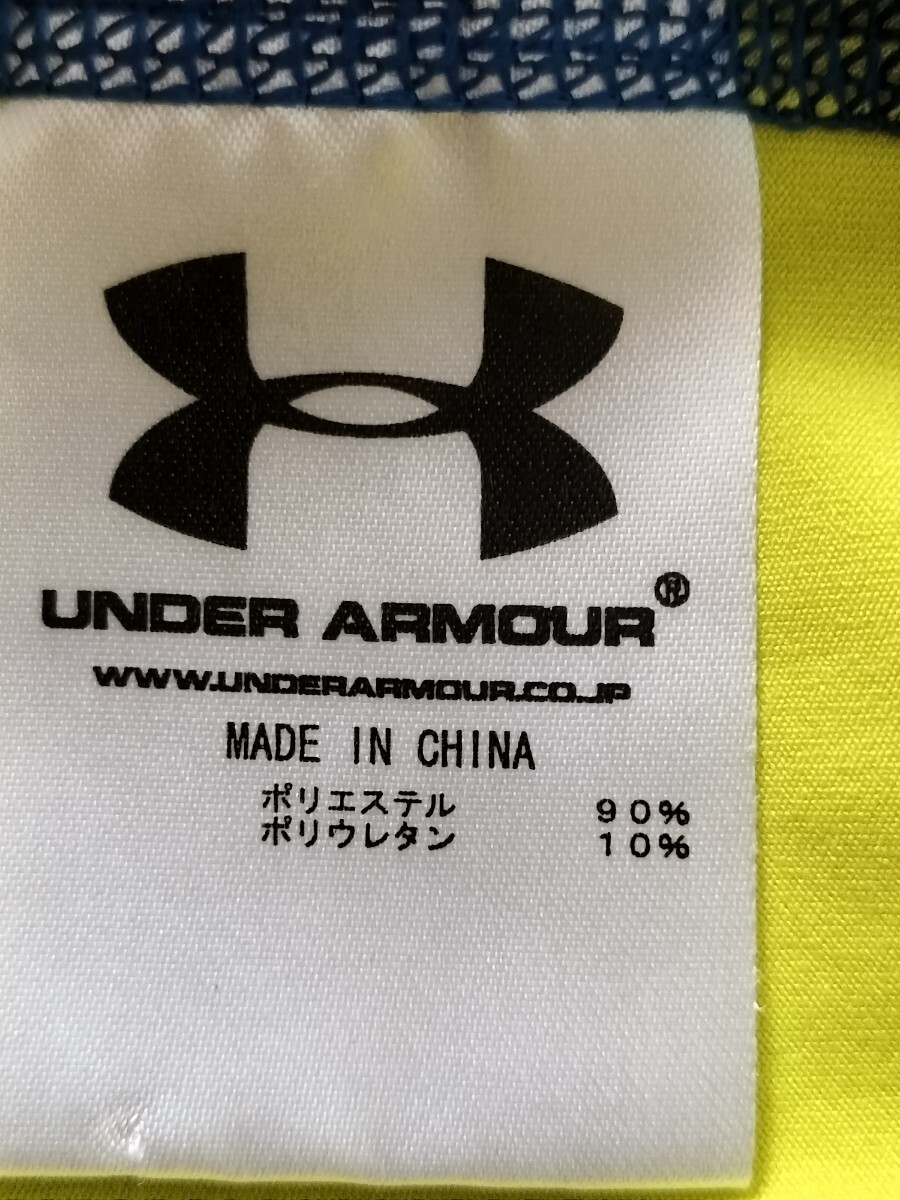 UNDER ARMOUR®
WWW.UNDERARMOUR.CO.JP
MADE IN CHINA
ポリエステル ９０%
ポリウレタン １０%